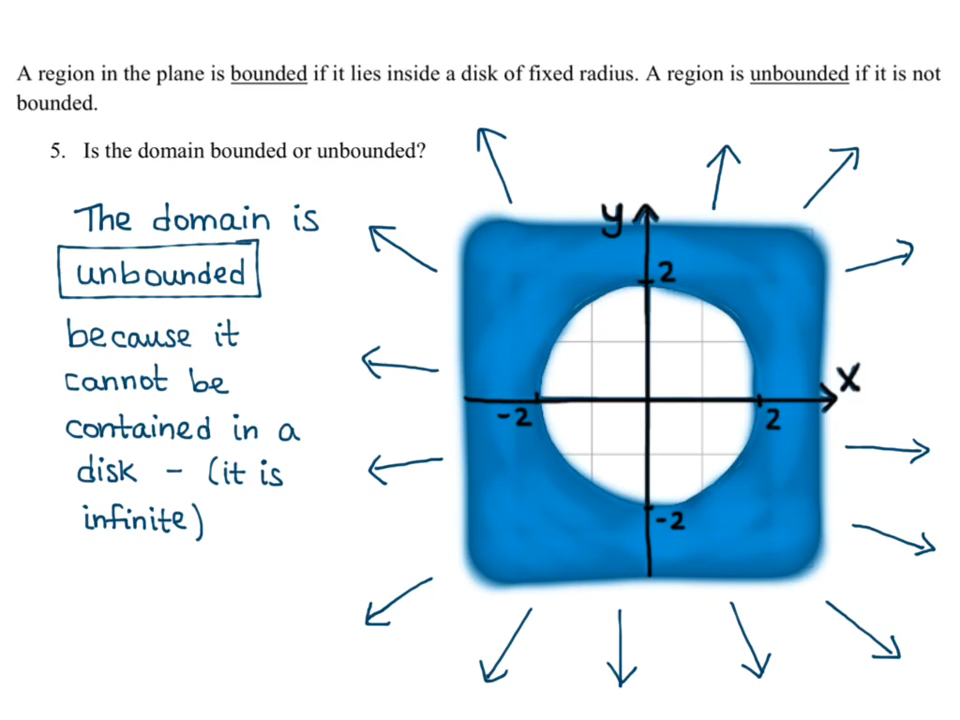 A region in the plane is bounded if it lies inside a disk of fixed radius. A region is unbounded if it is not
bounded.
5. Is the domain bounded or unbounded?
The domain is
unbounded
because it
cannot be
contained in a
disk - (it is
infinite)
y
2
x
-2
2
-2